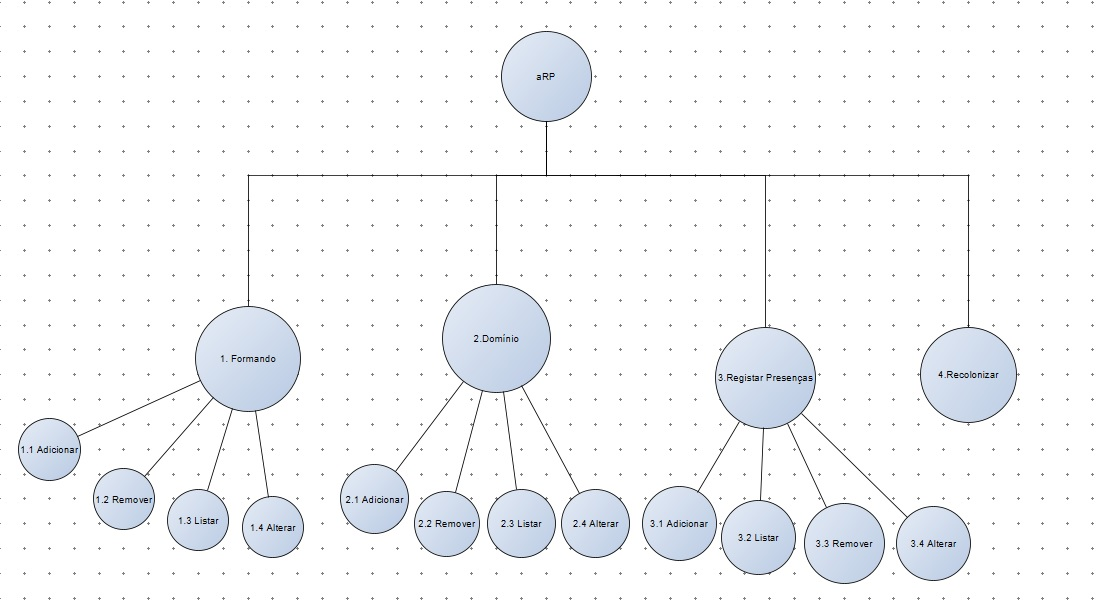 aRP
1. Formando
2.Domínio
3.Registar Presenças
4.Recolonizar
1.1 Adicionar
1.2 Remover
1.3 Listar
1.4 Alterar
2.1 Adicionar
2.2 Remover
2.3 Listar
2.4 Alterar
3.1 Adicionar
3.2 Listar
3.3 Remover
3.4 Alterar